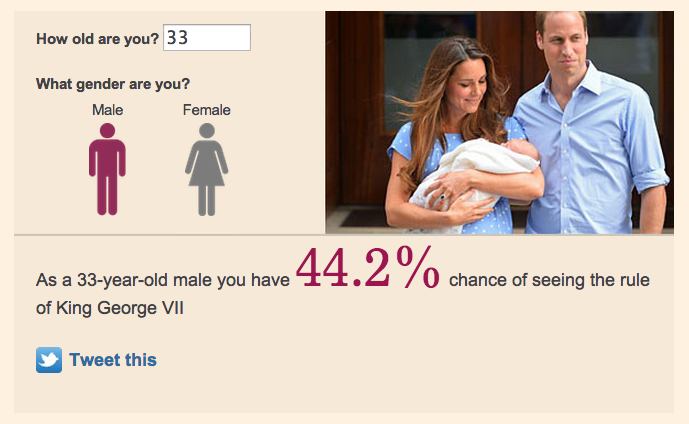 How old are you? 33
What gender are you?
Male Female
As a 33-year-old male you have 44.2% chance of seeing the rule
of King George VII
Tweet this